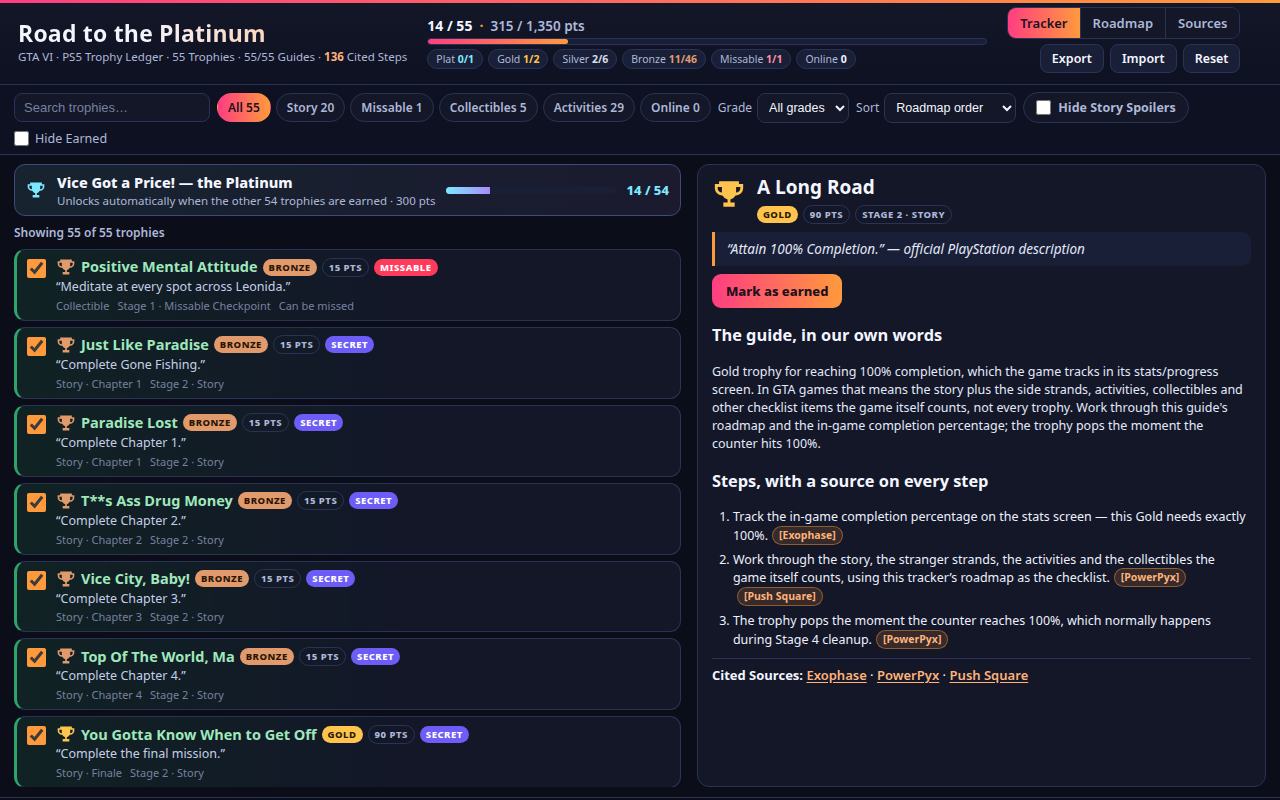 Road to the Platinum
GTA VI · PS5 Trophy Ledger · 55 Trophies · 55/55 Guides · 136 Cited Steps
14 / 55 · 315 / 1,350 pts
Plat 0/1 Gold 1/2 Silver 2/6 Bronze 11/46 Missable 1/1 Online 0
Tracker Roadmap Sources
Export Import Reset
Search trophies…
All 55 Story 20 Missable 1 Collectibles 5 Activities 29 Online 0 Grade All grades Sort Roadmap order Hide Story Spoilers
Hide Earned
Vice Got a Price! — the Platinum
Unlocks automatically when the other 54 trophies are earned · 300 pts
14 / 54
Showing 55 of 55 trophies
Positive Mental Attitude BRONZE 15 PTS MISSABLE
“Meditate at every spot across Leonida.”
Collectible Stage 1 · Missable Checkpoint Can be missed
Just Like Paradise BRONZE 15 PTS SECRET
“Complete Gone Fishing.”
Story · Chapter 1 Stage 2 · Story
Paradise Lost BRONZE 15 PTS SECRET
“Complete Chapter 1.”
Story · Chapter 1 Stage 2 · Story
T**s Ass Drug Money BRONZE 15 PTS SECRET
“Complete Chapter 2.”
Story · Chapter 2 Stage 2 · Story
Vice City, Baby! BRONZE 15 PTS SECRET
“Complete Chapter 3.”
Story · Chapter 3 Stage 2 · Story
Top Of The World, Ma BRONZE 15 PTS SECRET
“Complete Chapter 4.”
Story · Chapter 4 Stage 2 · Story
You Gotta Know When to Get Off GOLD 90 PTS SECRET
“Complete the final mission.”
Story · Finale Stage 2 · Story
A Long Road
GOLD 90 PTS STAGE 2 · STORY
“Attain 100% Completion.” — official PlayStation description
Mark as earned
The guide, in our own words
Gold trophy for reaching 100% completion, which the game tracks in its stats/progress
screen. In GTA games that means the story plus the side strands, activities, collectibles and
other checklist items the game itself counts, not every trophy. Work through this guide's
roadmap and the in-game completion percentage; the trophy pops the moment the
counter hits 100%.
Steps, with a source on every step
1. Track the in-game completion percentage on the stats screen — this Gold needs exactly
100%. [Exophase]
2. Work through the story, the stranger strands, the activities and the collectibles the
game itself counts, using this tracker’s roadmap as the checklist. [PowerPyx]
[Push Square]
3. The trophy pops the moment the counter reaches 100%, which normally happens
during Stage 4 cleanup. [PowerPyx]
Cited Sources: Exophase · PowerPyx · Push Square